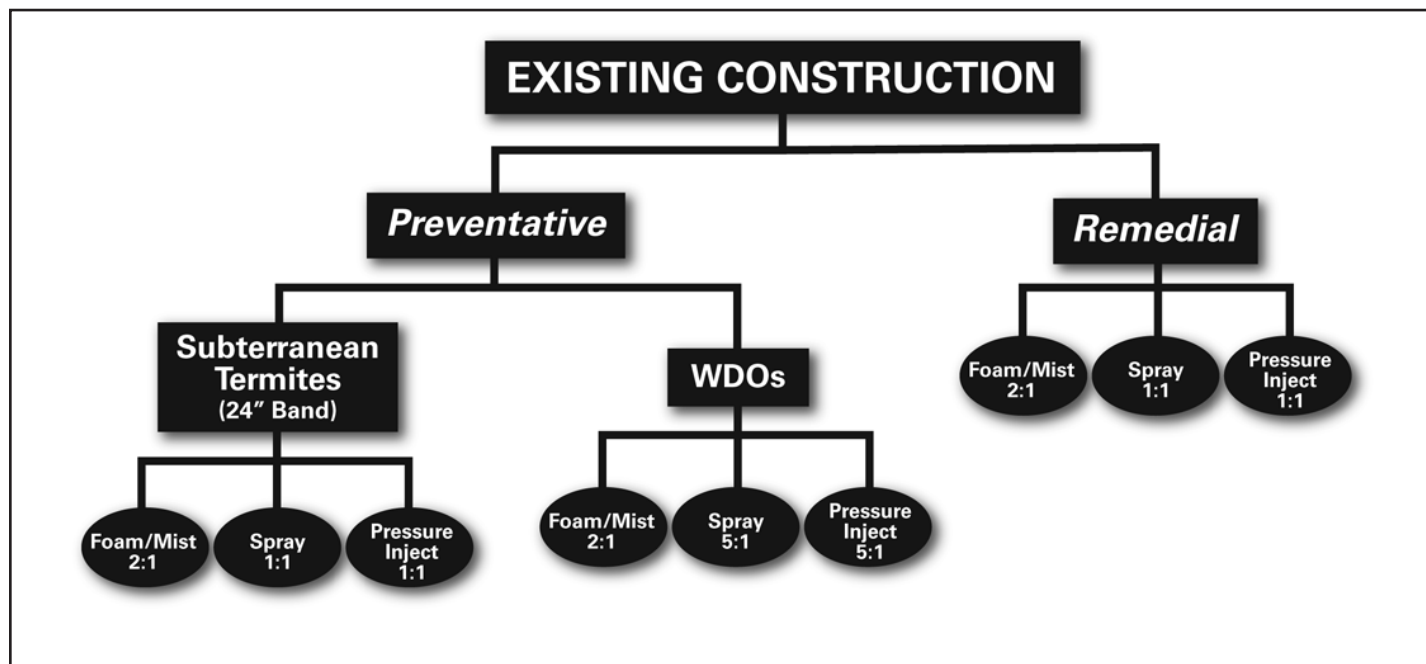 EXISTING CONSTRUCTION
Preventative
Remedial
Subterranean
Termites
(24” Band)
WDOs
Foam/Mist
2:1
Spray
1:1
Pressure
Inject
1:1
Foam/Mist
2:1
Spray
5:1
Pressure
Inject
5:1
Foam/Mist
2:1
Spray
1:1
Pressure
Inject
1:1